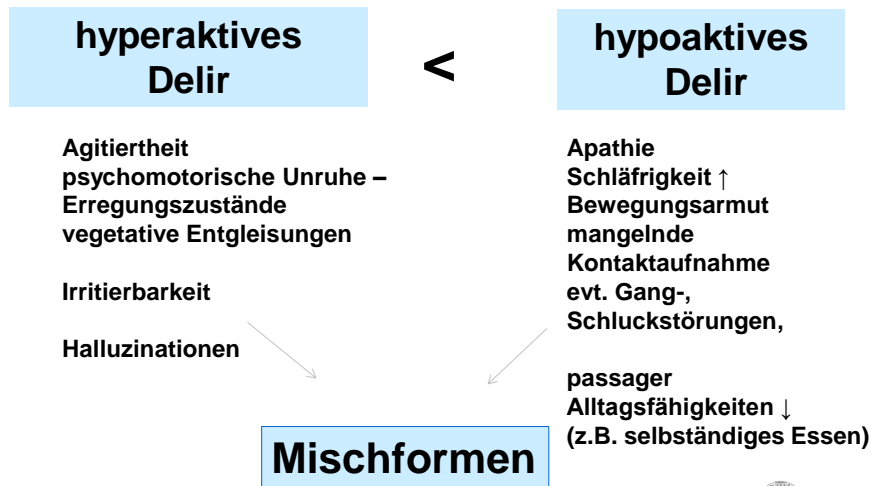 hyperaktives
Delir
<
hypoaktives
Delir
Agitiertheit
psychomotorische Unruhe –
Erregungszustände
vegetative Entgleisungen
Irritierbarkeit
Halluzinationen
Apathie
Schläfrigkeit ↑
Bewegungsarmut
mangelnde
Kontaktaufnahme
evt. Gang-,
Schluckstörungen,
passager
Alltagsfähigkeiten ↓
(z.B. selbständiges Essen)
Mischformen